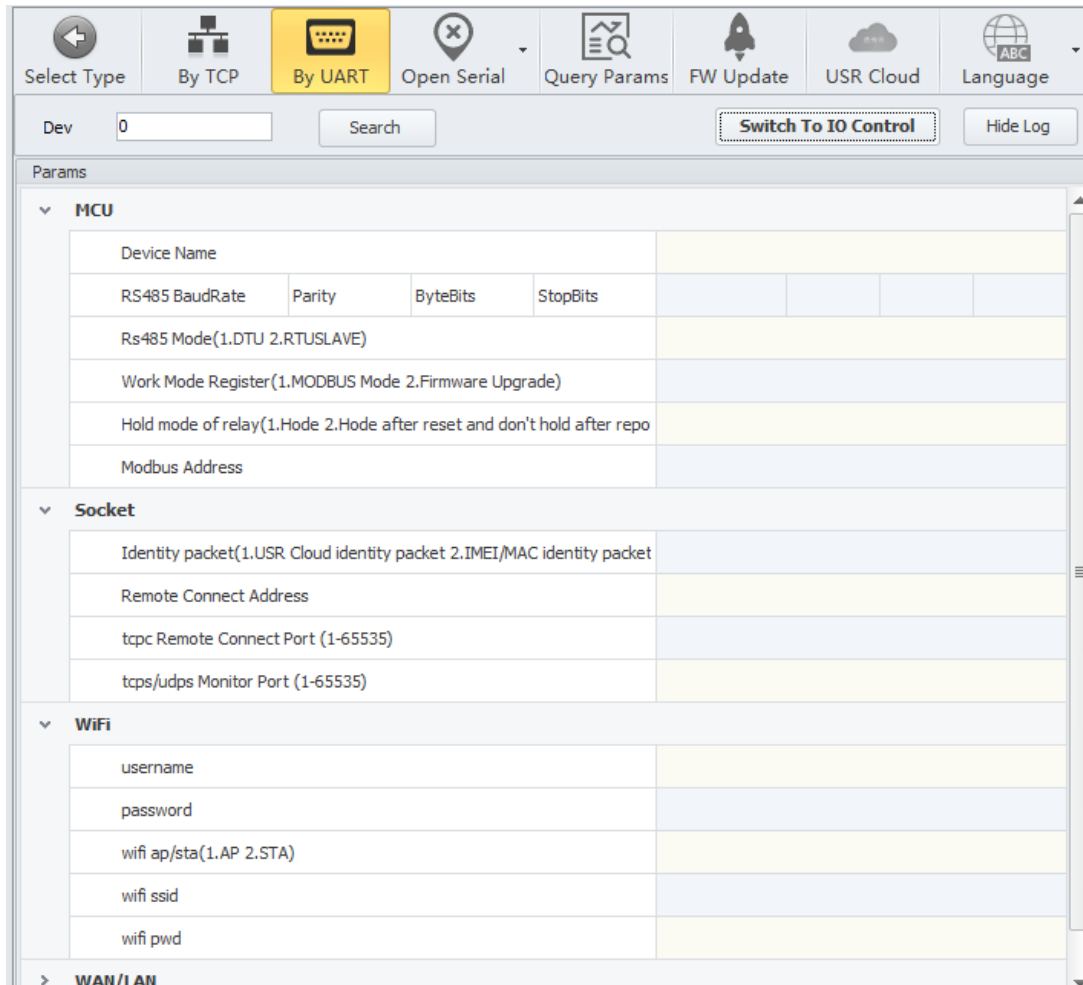 Select Type By TCP By UART Open Serial Query Params FW Update USR Cloud ABC Language
Dev 0 Search Switch To IO Control Hide Log
Params
MCU
Device Name
RS485 BaudRate Parity ByteBits StopBits
Rs485 Mode(1.DTU 2.RTUSLAVE)
Work Mode Register(1.MODBUS Mode 2.Firmware Upgrade)
Hold mode of relay(1.Hode 2.Hode after reset and don't hold after repo
Modbus Address
Socket
Identity packet(1.USR Cloud identity packet 2.IMEI/MAC identity packet
Remote Connect Address
tcpc Remote Connect Port (1-65535)
tcps/udps Monitor Port (1-65535)
WiFi
username
password
wifi ap/sta(1.AP 2.STA)
wifi ssid
wifi pwd
WAN/LAN